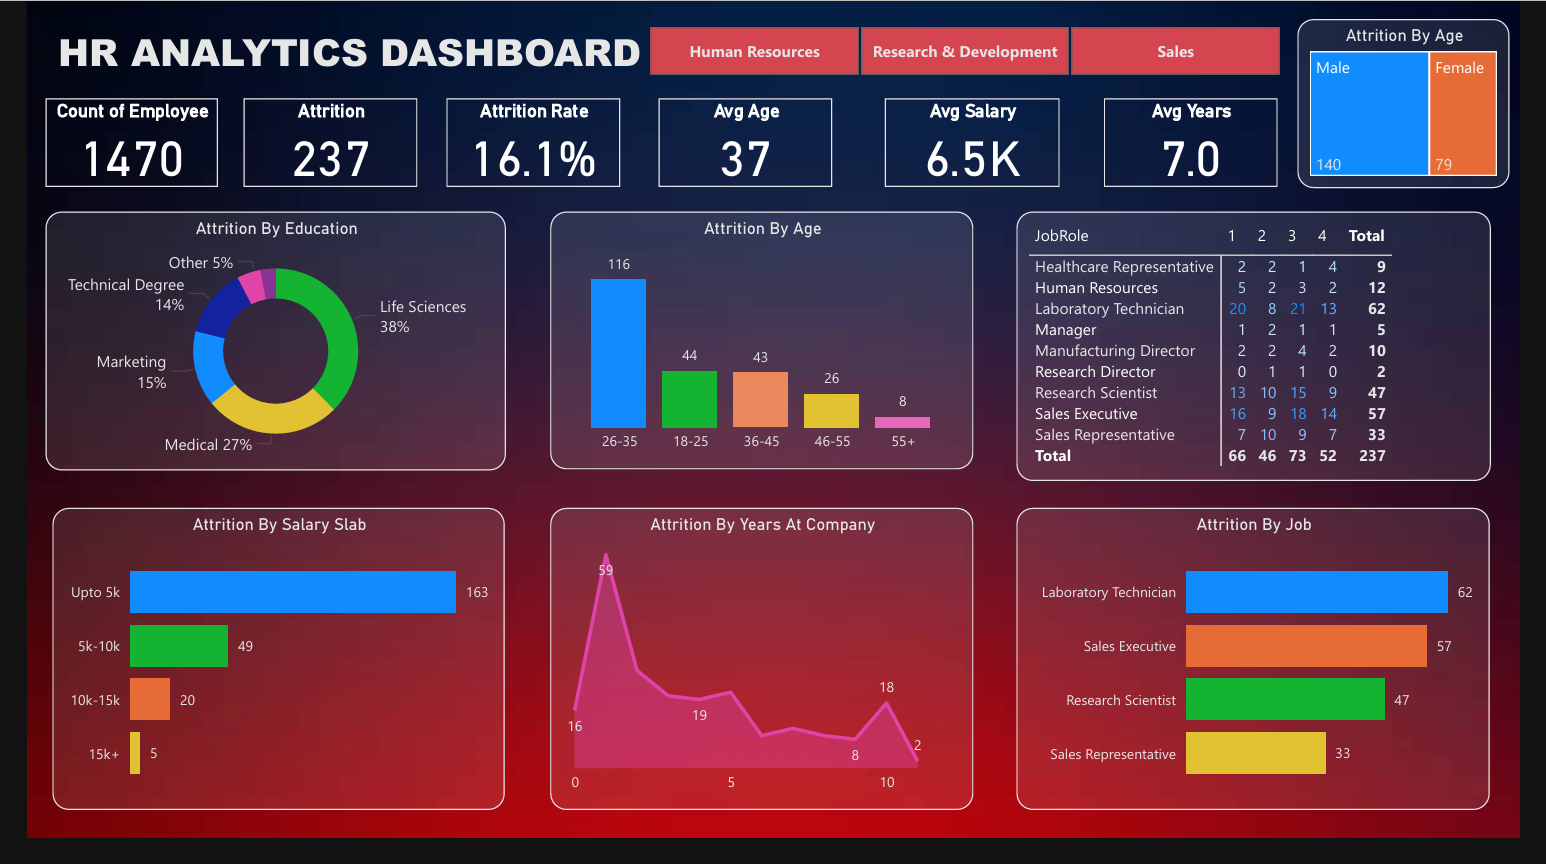 HR ANALYTICS DASHBOARD
Human Resources
Research & Development
Sales
Attrition By Age
Male
Female
140
79
Count of Employee
1470
Attrition
237
Attrition Rate
16.1%
Avg Age
37
Avg Salary
6.5K
Avg Years
7.0
Attrition By Education
Other 5%
Technical Degree
14%
Life Sciences
38%
Marketing
15%
Medical 27%
Attrition By Age
116
44
43
26
8
26-35
18-25
36-45
46-55
55+
JobRole 1 2 3 4 Total
Healthcare Representative 2 2 1 4 9
Human Resources 5 2 3 2 12
Laboratory Technician 20 8 21 13 62
Manager 1 2 1 1 5
Manufacturing Director 2 2 4 2 10
Research Director 0 1 1 0 2
Research Scientist 13 10 15 9 47
Sales Executive 16 9 18 14 57
Sales Representative 7 10 9 7 33
Total 66 46 73 52 237
Attrition By Salary Slab
Upto 5k 163
5k-10k 49
10k-15k 20
15k+ 5
Attrition By Years At Company
59
18
19
16
2
8
0 5 10
Attrition By Job
Laboratory Technician 62
Sales Executive 57
Research Scientist 47
Sales Representative 33